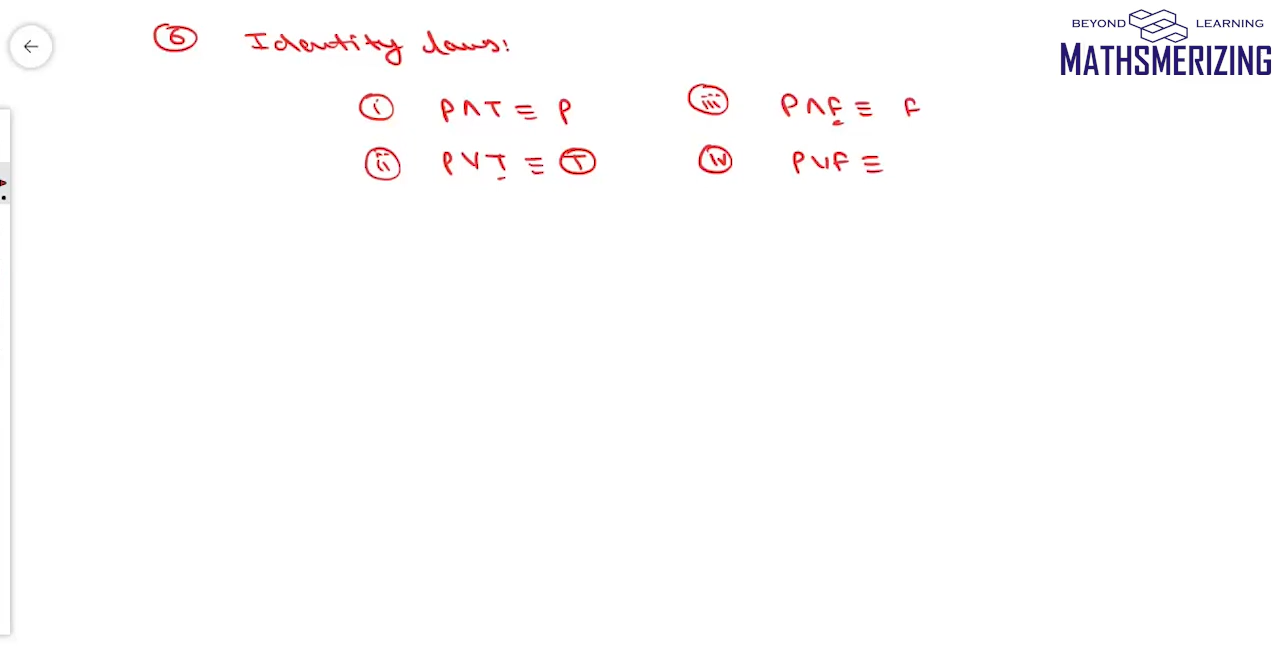 BEYOND LEARNING
MATHSMERIZING
⑥ Identity laws:
ⓘ P ∧ T ≡ P
(iii) P ∧ F ≡ F
(ii) P ∨ T ≡ Ⓣ
(iv) P ∨ F ≡